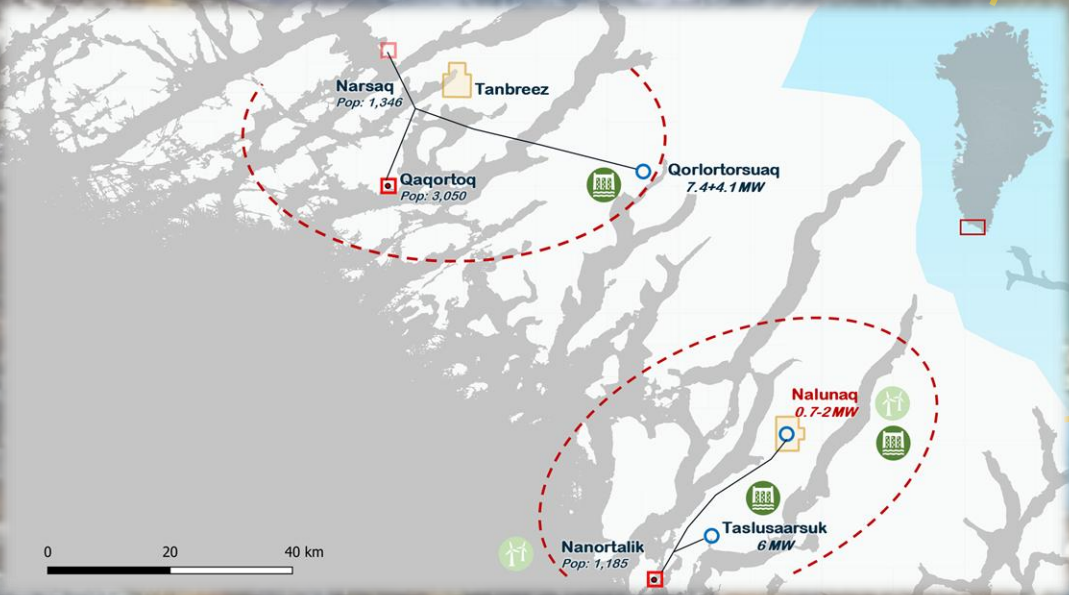 Narsaq
Pop: 1,346
Tanbreez
Qaqortoq
Pop: 3,050
Qorlortorsuaq
7.4+4.1 MW
Nalunaq
0.7-2 MW
Taslusaarsuk
6 MW
Nanortalik
Pop: 1,185
0 20 40 km